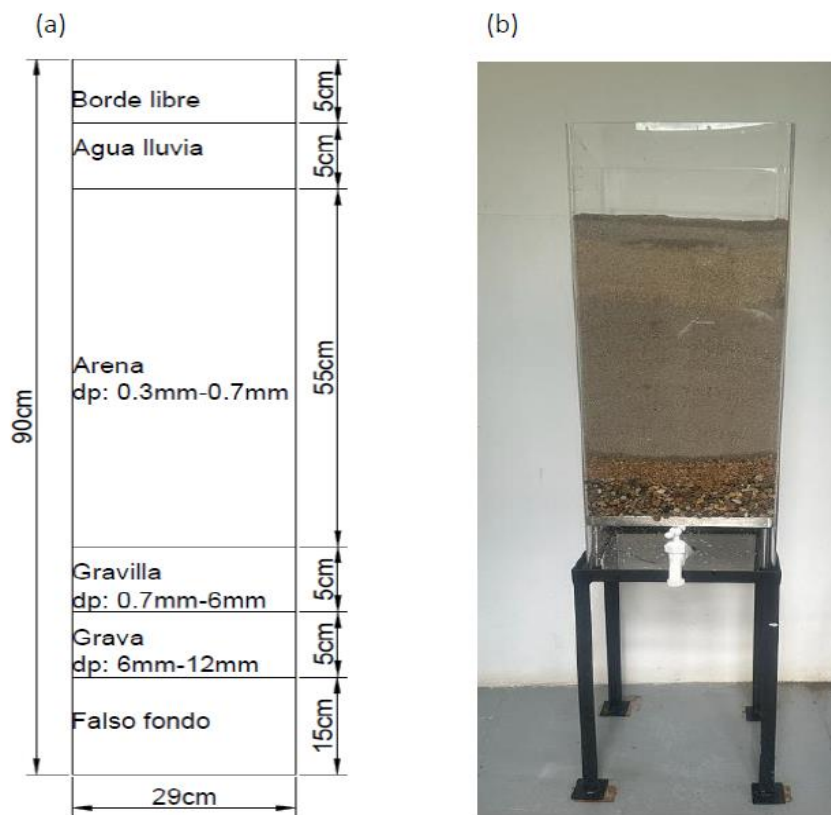 (a)
(b)
Borde libre
5cm
Agua lluvia
5cm
Arena
dp: 0.3mm-0.7mm
55cm
90cm
Gravilla
dp: 0.7mm-6mm
5cm
Grava
dp: 6mm-12mm
5cm
Falso fondo
15cm
29cm